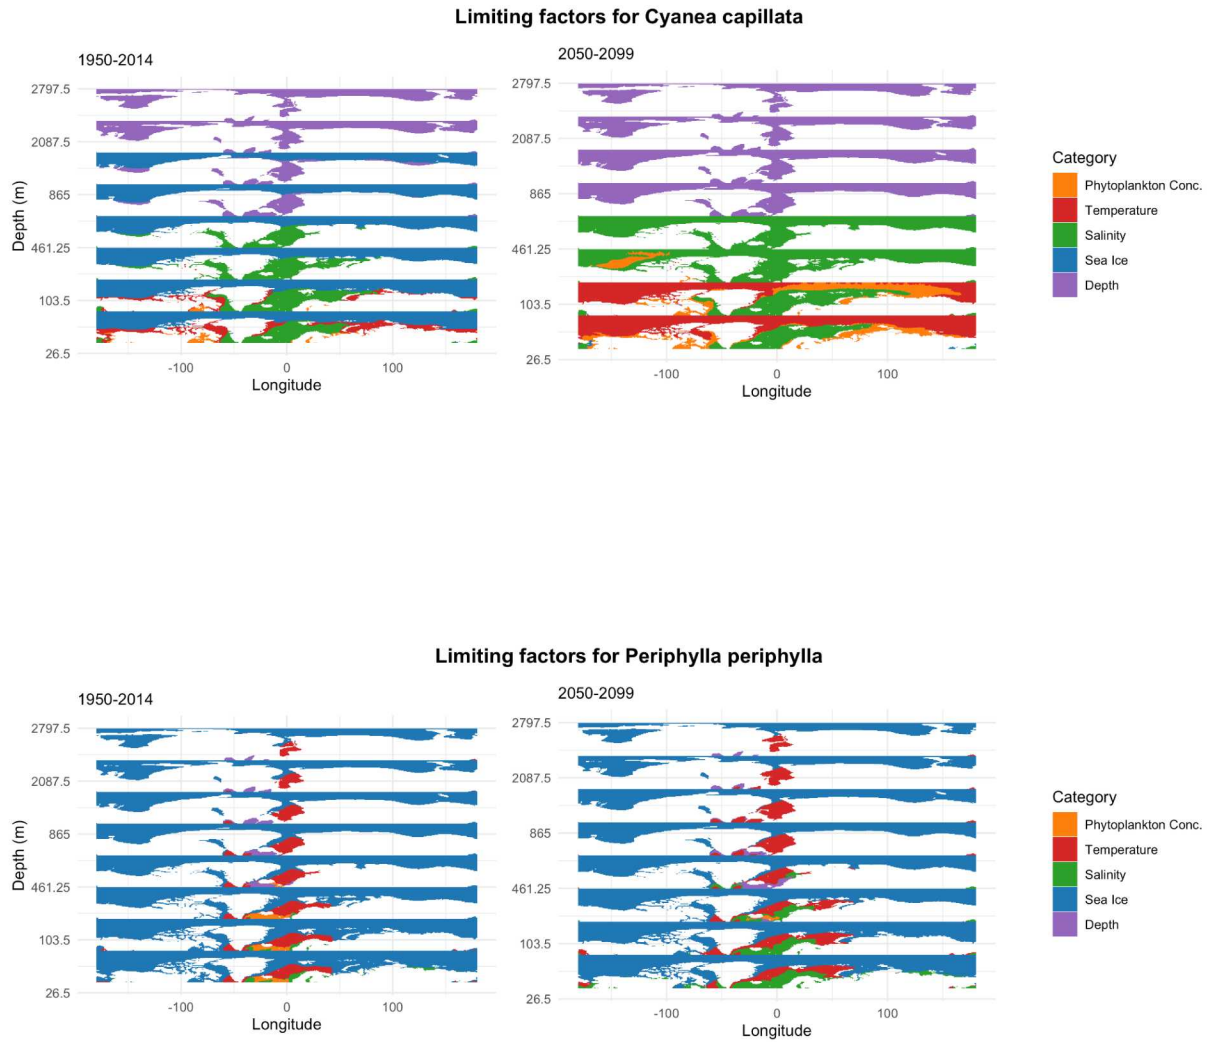 Limiting factors for Cyanea capillata
1950-2014
2050-2099
2797.5
2087.5
865
461.25
103.5
26.5
Depth (m)
-100
0
100
Longitude
2797.5
2087.5
865
461.25
103.5
26.5
-100
0
100
Longitude
Category
Phytoplankton Conc.
Temperature
Salinity
Sea Ice
Depth
Limiting factors for Periphylla periphylla
1950-2014
2050-2099
2797.5
2087.5
865
461.25
103.5
26.5
Depth (m)
-100
0
100
Longitude
2797.5
2087.5
865
461.25
103.5
26.5
-100
0
100
Longitude
Category
Phytoplankton Conc.
Temperature
Salinity
Sea Ice
Depth